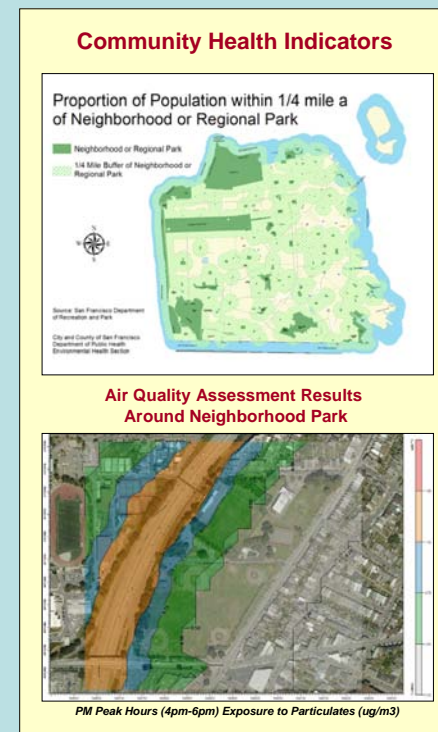 Community Health Indicators
Proportion of Population within 1/4 mile a
of Neighborhood or Regional Park
Neighborhood or Regional Park
1/4 Mile Buffer of Neighborhood or
Regional Park
N
W
E
S
Source: San Francisco Department
of Recreation and Park
City and County of San Francisco
Department of Public Health
Environmental Health Section
Air Quality Assessment Results
Around Neighborhood Park
PM Peak Hours (4pm-6pm) Exposure to Particulates (ug/m3)